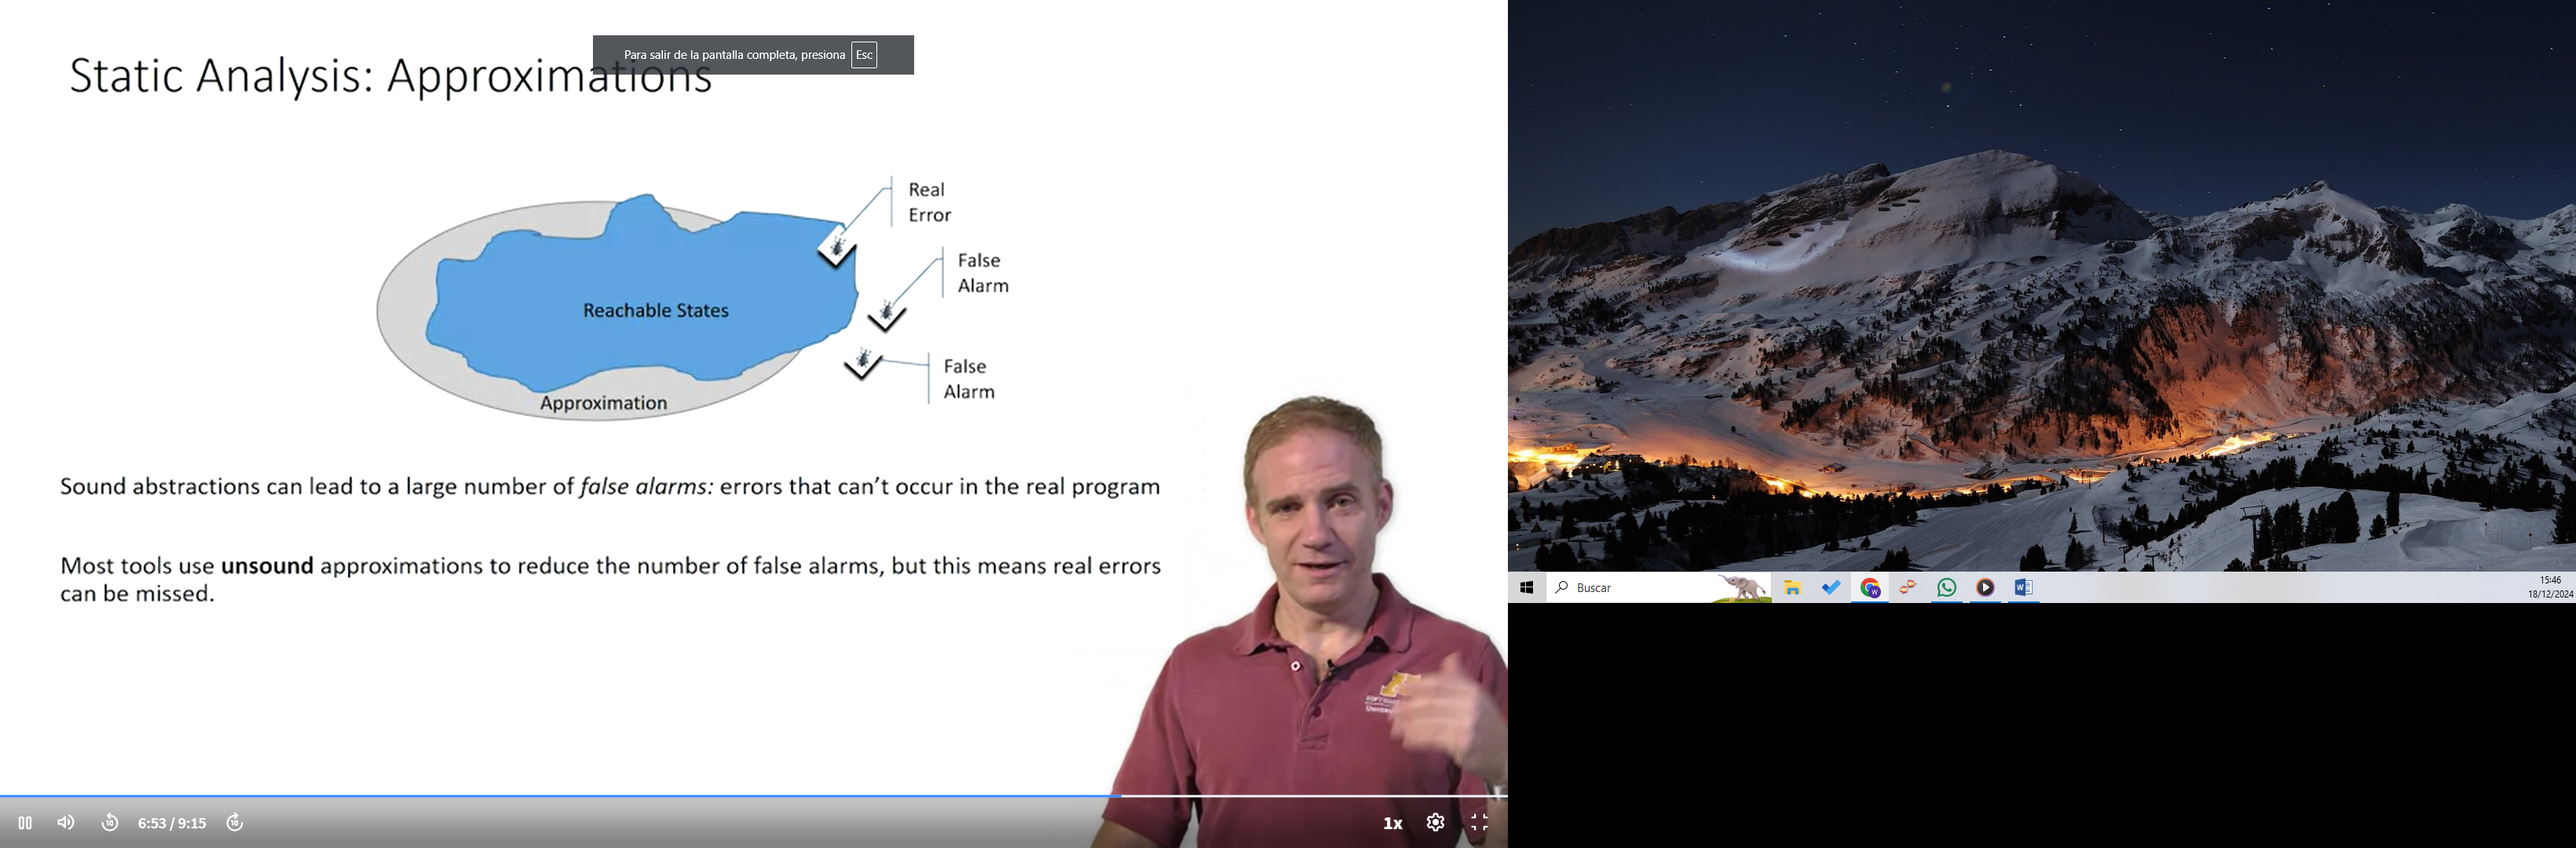 Para salir de la pantalla completa, presiona Esc
Static Analysis: Approximations
Real
Error
False
Alarm
Reachable States
False
Alarm
Approximation
Sound abstractions can lead to a large number of false alarms: errors that can't occur in the real program
Most tools use unsound approximations to reduce the number of false alarms, but this means real errors
can be missed.
10
6:53 / 9:15
10
1x
Buscar
W
W
15:46
18/12/2024